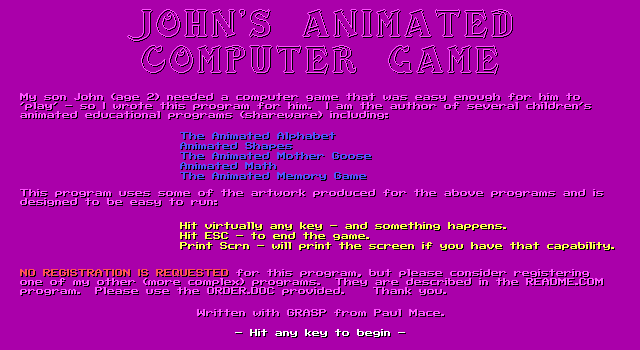 JOHN'S ANIMATED
COMPUTER GAME
My son John (age 2) needed a computer game that was easy enough for him to
'play' - so I wrote this program for him.  I am the author of several children's
animated educational programs (shareware) including:
The Animated Alphabet
Animated Shapes
The Animated Mother Goose
Animated Math
The Animated Memory Game
This program uses some of the artwork produced for the above programs and is
designed to be easy to run:
Hit virtually any key - and something happens.
Hit ESC - to end the game.
Print Scrn - will print the screen if you have that capability.
NO REGISTRATION IS REQUESTED for this program, but please consider registering
one of my other (more complex) programs.  They are described in the README.COM
program.  Please use the ORDER.DOC provided.    Thank you.
Written with GRASP from Paul Mace.
- Hit any key to begin -